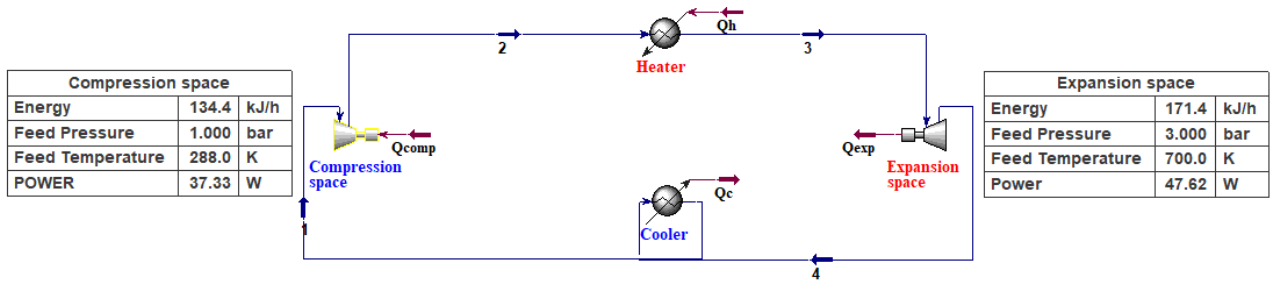 Compression space
Energy 134.4 kJ/h
Feed Pressure 1.000 bar
Feed Temperature 288.0 K
POWER 37.33 W
2
Qh
Heater
3
Qcomp
Compression
space
Qexp
Expansion
space
Qc
Cooler
1
4
Expansion space
Energy 171.4 kJ/h
Feed Pressure 3.000 bar
Feed Temperature 700.0 K
Power 47.62 W